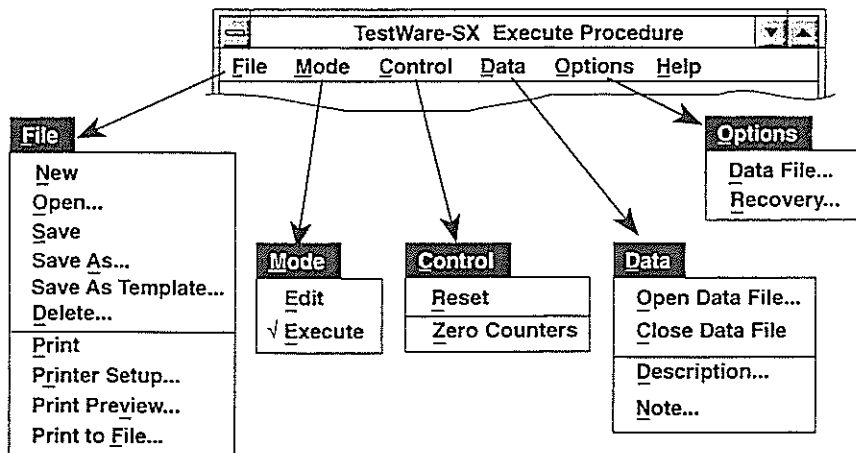 TestWare-SX Execute Procedure
File Mode Control Data Options Help
File
New
Open...
Save
Save As...
Save As Template...
Delete...
Print
Printer Setup...
Print Preview...
Print to File...
Mode
Edit
√ Execute
Control
Reset
Zero Counters
Data
Open Data File...
Close Data File
Description...
Note...
Options
Data File...
Recovery...